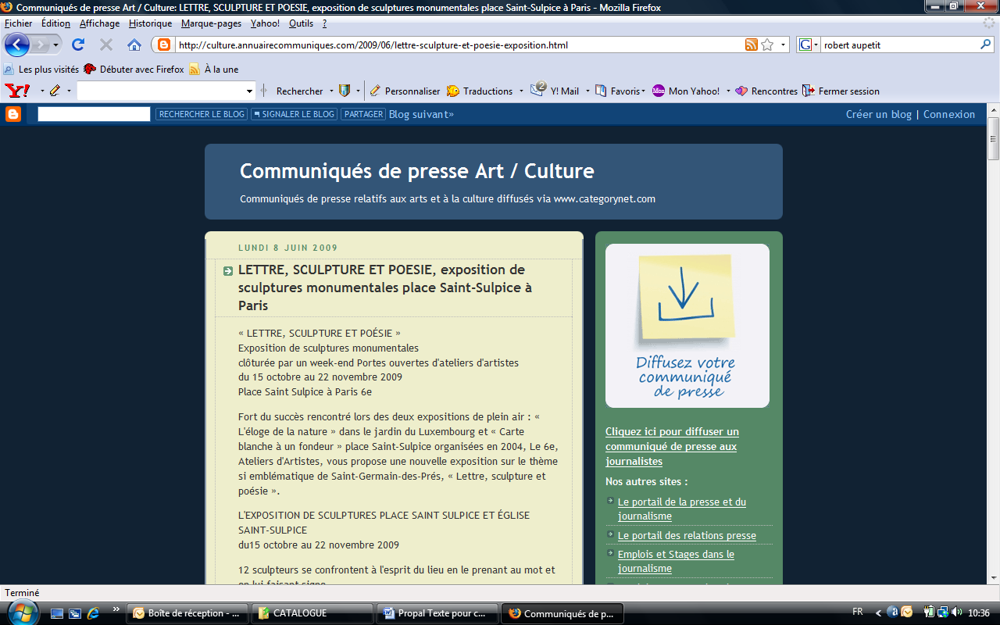 Communiqués de presse Art / Culture: LETTRE, SCULPTURE ET POESIE, exposition de sculptures monumentales place Saint-Sulpice à Paris - Mozilla Firefox
Fichier Édition Affichage Historique Marque-pages Yahoo! Outils ?
http://culture.annuairecommuniques.com/2009/06/lettre-sculpture-et-poesie-exposition.html
G robert aupetit
Les plus visités Débuter avec Firefox À la une
Y! Rechercher Personnaliser Traductions 2 Y! Mail Favoris Mon Mon Yahoo! Rencontres Fermer session
RECHERCHER LE BLOG SIGNALER LE BLOG PARTAGER Blog suivant» Créer un blog | Connexion
Communiqués de presse Art / Culture
Communiqués de presse relatifs aux arts et à la culture diffusés via www.categorynet.com
LUNDI 8 JUIN 2009
LETTRE, SCULPTURE ET POESIE, exposition de
sculptures monumentales place Saint-Sulpice à
Paris
« LETTRE, SCULPTURE ET POÉSIE »
Exposition de sculptures monumentales
clôturée par un week-end Portes ouvertes d'ateliers d'artistes
du 15 octobre au 22 novembre 2009
Place Saint Sulpice à Paris 6e
Fort du succès rencontré lors des deux expositions de plein air : «
L'éloge de la nature » dans le jardin du Luxembourg et « Carte
blanche à un fondeur » place Saint-Sulpice organisées en 2004, Le 6e,
Ateliers d'Artistes, vous propose une nouvelle exposition sur le thème
si emblématique de Saint-Germain-des-Prés, « Lettre, sculpture et
poésie ».
L'EXPOSITION DE SCULPTURES PLACE SAINT SULPICE ET ÉGLISE
SAINT-SULPICE
du15 octobre au 22 novembre 2009
12 sculpteurs se confrontent à l'esprit du lieu en le prenant au mot et
en lui faisant signe
Diffusez votre
communiqué
de presse
Cliquez ici pour diffuser un
communiqué de presse aux
journalistes
Nos autres sites :
Le portail de la presse et du
journalisme
Le portail des relations presse
Emplois et Stages dans le
journalisme
Terminé
» Boîte de réception - ... CATALOGUE Propal Texte pour c... Communiqués de p... FR < a 10:36